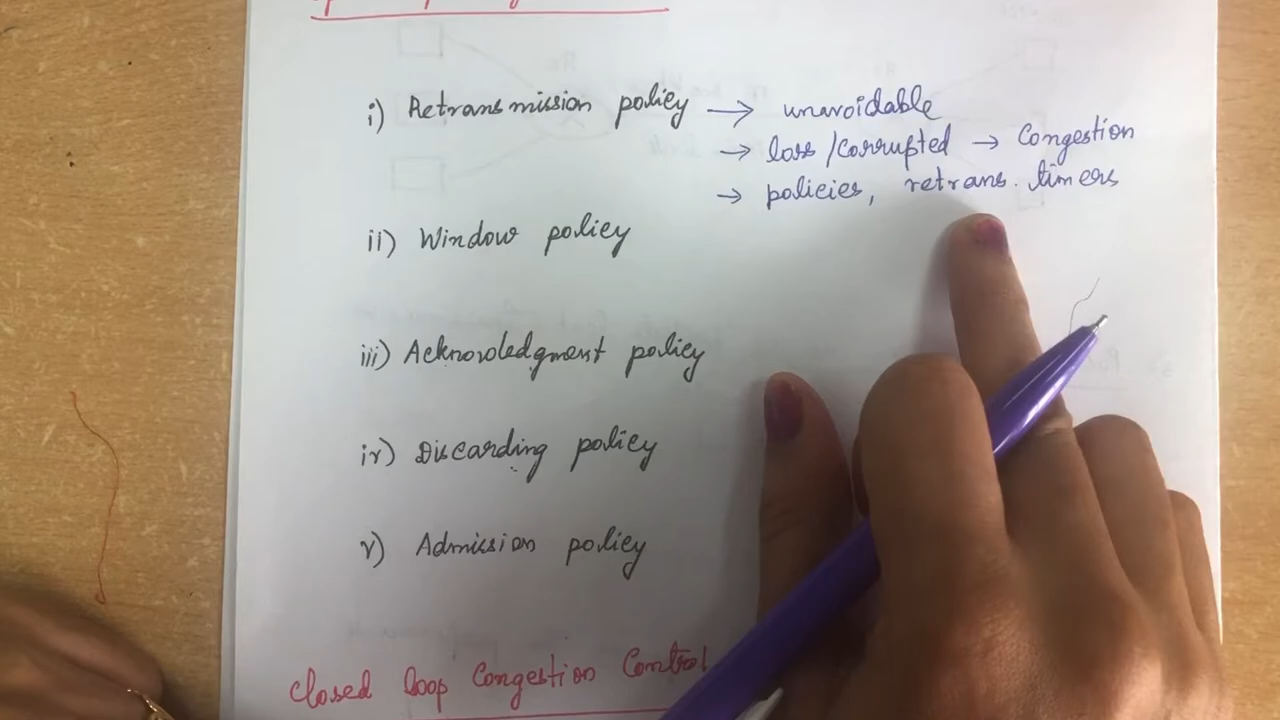 i) Retransmission policy → unavoidable
→ loss/corrupted → Congestion
→ policies, retrans. timers
ii) Window policy
iii) Acknowledgment policy
iv) Discarding policy
v) Admission policy
Closed loop Congestion Control